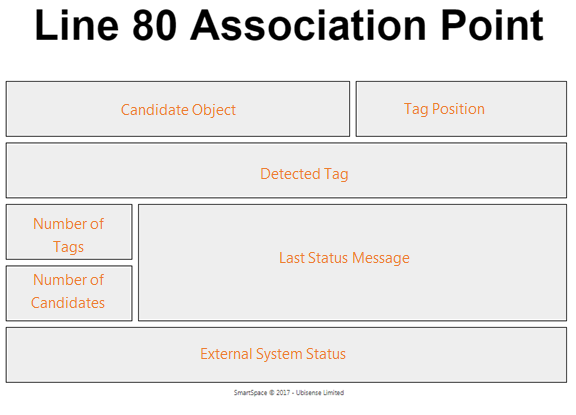 Line 80 Association Point
Candidate Object
Tag Position
Detected Tag
Number of
Tags
Last Status Message
Number of
Candidates
External System Status
SmartSpace © 2017 - Ubisense Limited